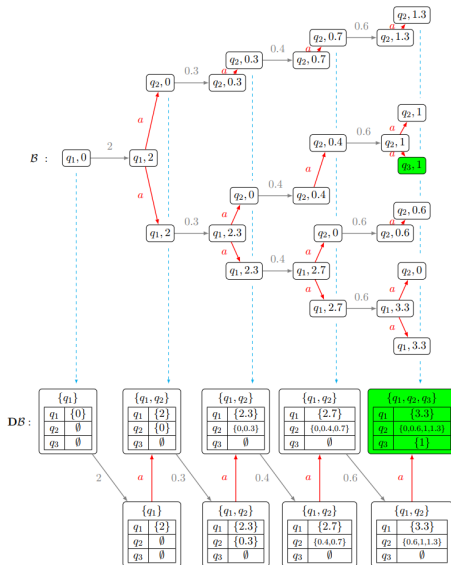 q2, 1.3
0.6
q2, 0.7
q2, 1.3
a
0.4
q2, 0.3
q2, 0.7
a
0.3
q2, 0
q2, 0.3
a
a
q2, 1
0.6
a
q2, 0.4
q2, 1
a
q3, 1
2
B :
q1, 0
q1, 2
0.4
a
q2, 0
q2, 0.4
a
0.6
q2, 0.6
0.3
a
q1, 2
q1, 2.3
q2, 0
q2, 0.6
a
a
0.4
q1, 2.3
q1, 2.7
q2, 0
a
0.6
a
q1, 2.7
q1, 3.3
a
q1, 3.3
DB :
{q1}
q1 {0}
q2 ∅
q3 ∅
{q1, q2}
q1 {2}
q2 {0}
q3 ∅
{q1, q2}
q1 {2.3}
q2 {0,0.3}
q3 ∅
{q1, q2}
q1 {2.7}
q2 {0,0.4,0.7}
q3 ∅
{q1, q2, q3}
q1 {3.3}
q2 {0,0.6,1,1.3}
q3 {1}
2 a 0.3 a 0.4 a 0.6 a
{q1}
q1 {2}
q2 ∅
q3 ∅
{q1, q2}
q1 {2.3}
q2 {0.3}
q3 ∅
{q1, q2}
q1 {2.7}
q2 {0.4,0.7}
q3 ∅
{q1, q2}
q1 {3.3}
q2 {0.6,1,1.3}
q3 ∅